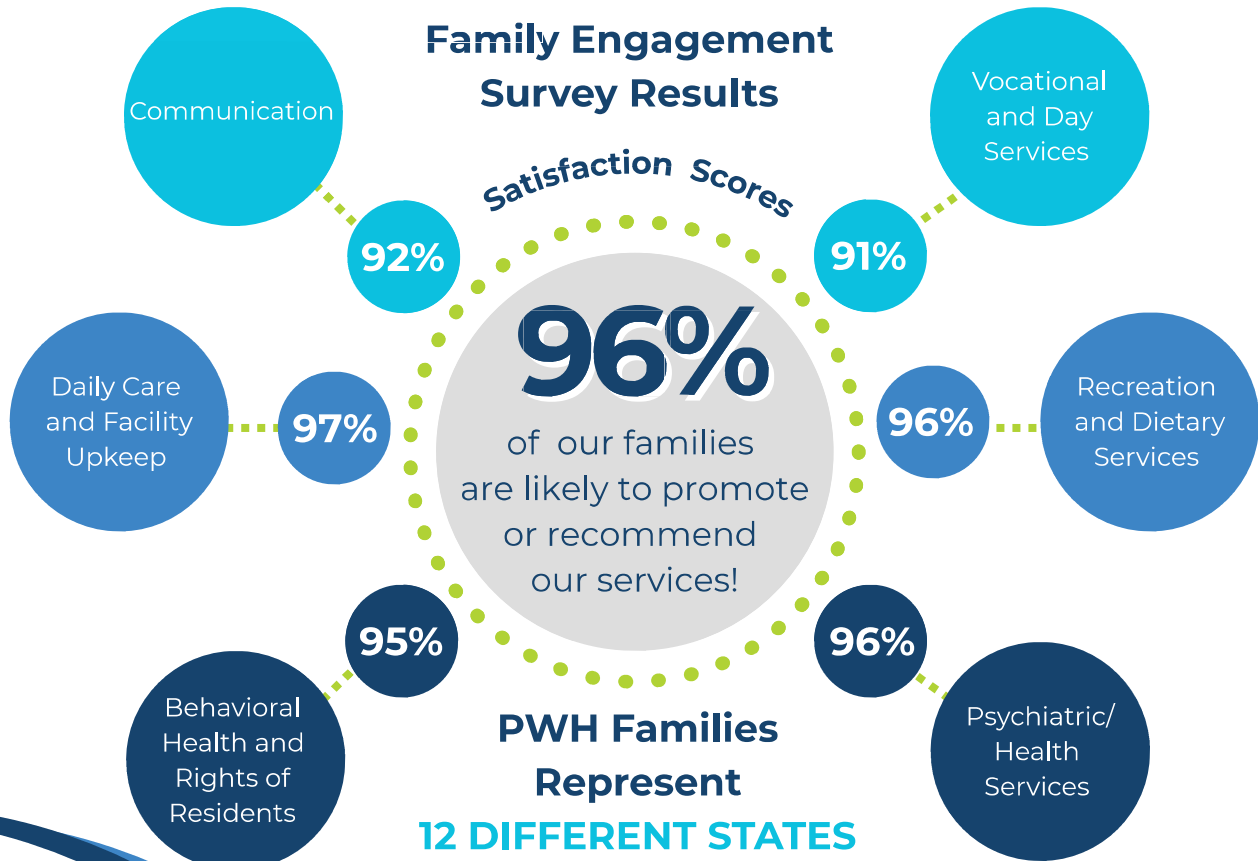 Family Engagement
Survey Results
Satisfaction Scores
Communication
92%
Vocational
and Day
Services
91%
Daily Care
and Facility
Upkeep
97%
96%
of our families
are likely to promote
or recommend
our services!
96%
Recreation
and Dietary
Services
95%
Behavioral
Health and
Rights of
Residents
96%
Psychiatric/
Health
Services
PWH Families
Represent
12 DIFFERENT STATES